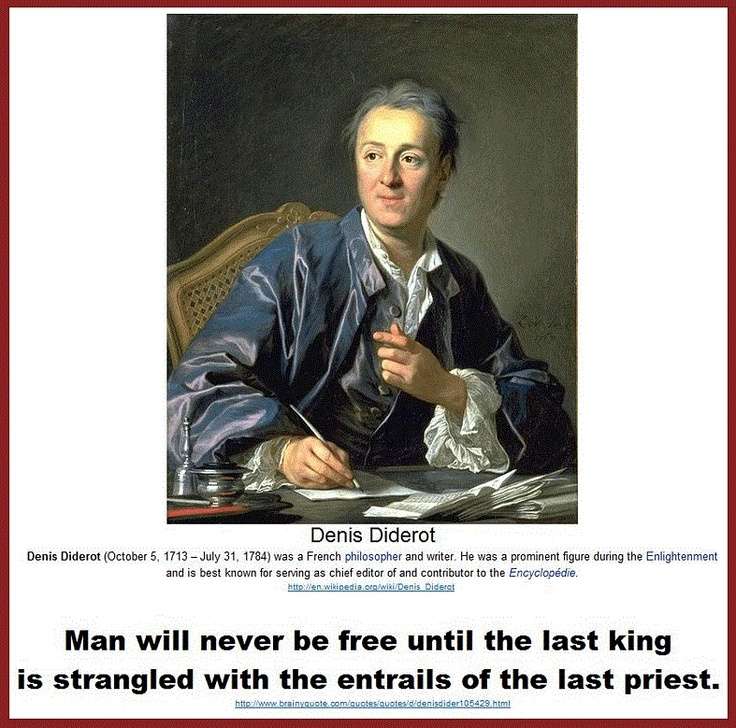 Denis Diderot
Denis Diderot (October 5, 1713 – July 31, 1784) was a French philosopher and writer. He was a prominent figure during the Enlightenment
and is best known for serving as chief editor of and contributor to the Encyclopédie.
http://en.wikipedia.org/wiki/Denis_Diderot
Man will never be free until the last king
is strangled with the entrails of the last priest.
http://www.brainyquote.com/quotes/quotes/d/denisdider105429.html